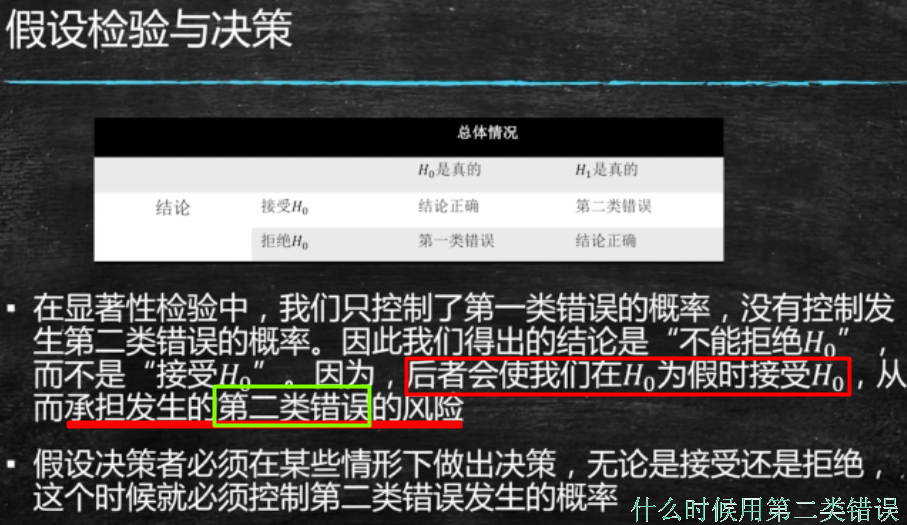 假设检验与决策
总体情况
H₀是真的 H₁是真的
结论 接受H₀ 结论正确 第二类错误
拒绝H₀ 第一类错误 结论正确
▪ 在显著性检验中，我们只控制了第一类错误的概率，没有控制发
生第二类错误的概率。因此我们得出的结论是“不能拒绝H₀”，
而不是“接受H₀”。因为，后者会使我们在H₀为假时接受H₀，从
而承担发生的第二类错误的风险
▪ 假设决策者必须在某些情形下做出决策，无论是接受还是拒绝，
这个时候就必须控制第二类错误发生的概率
什么时候用第二类错误